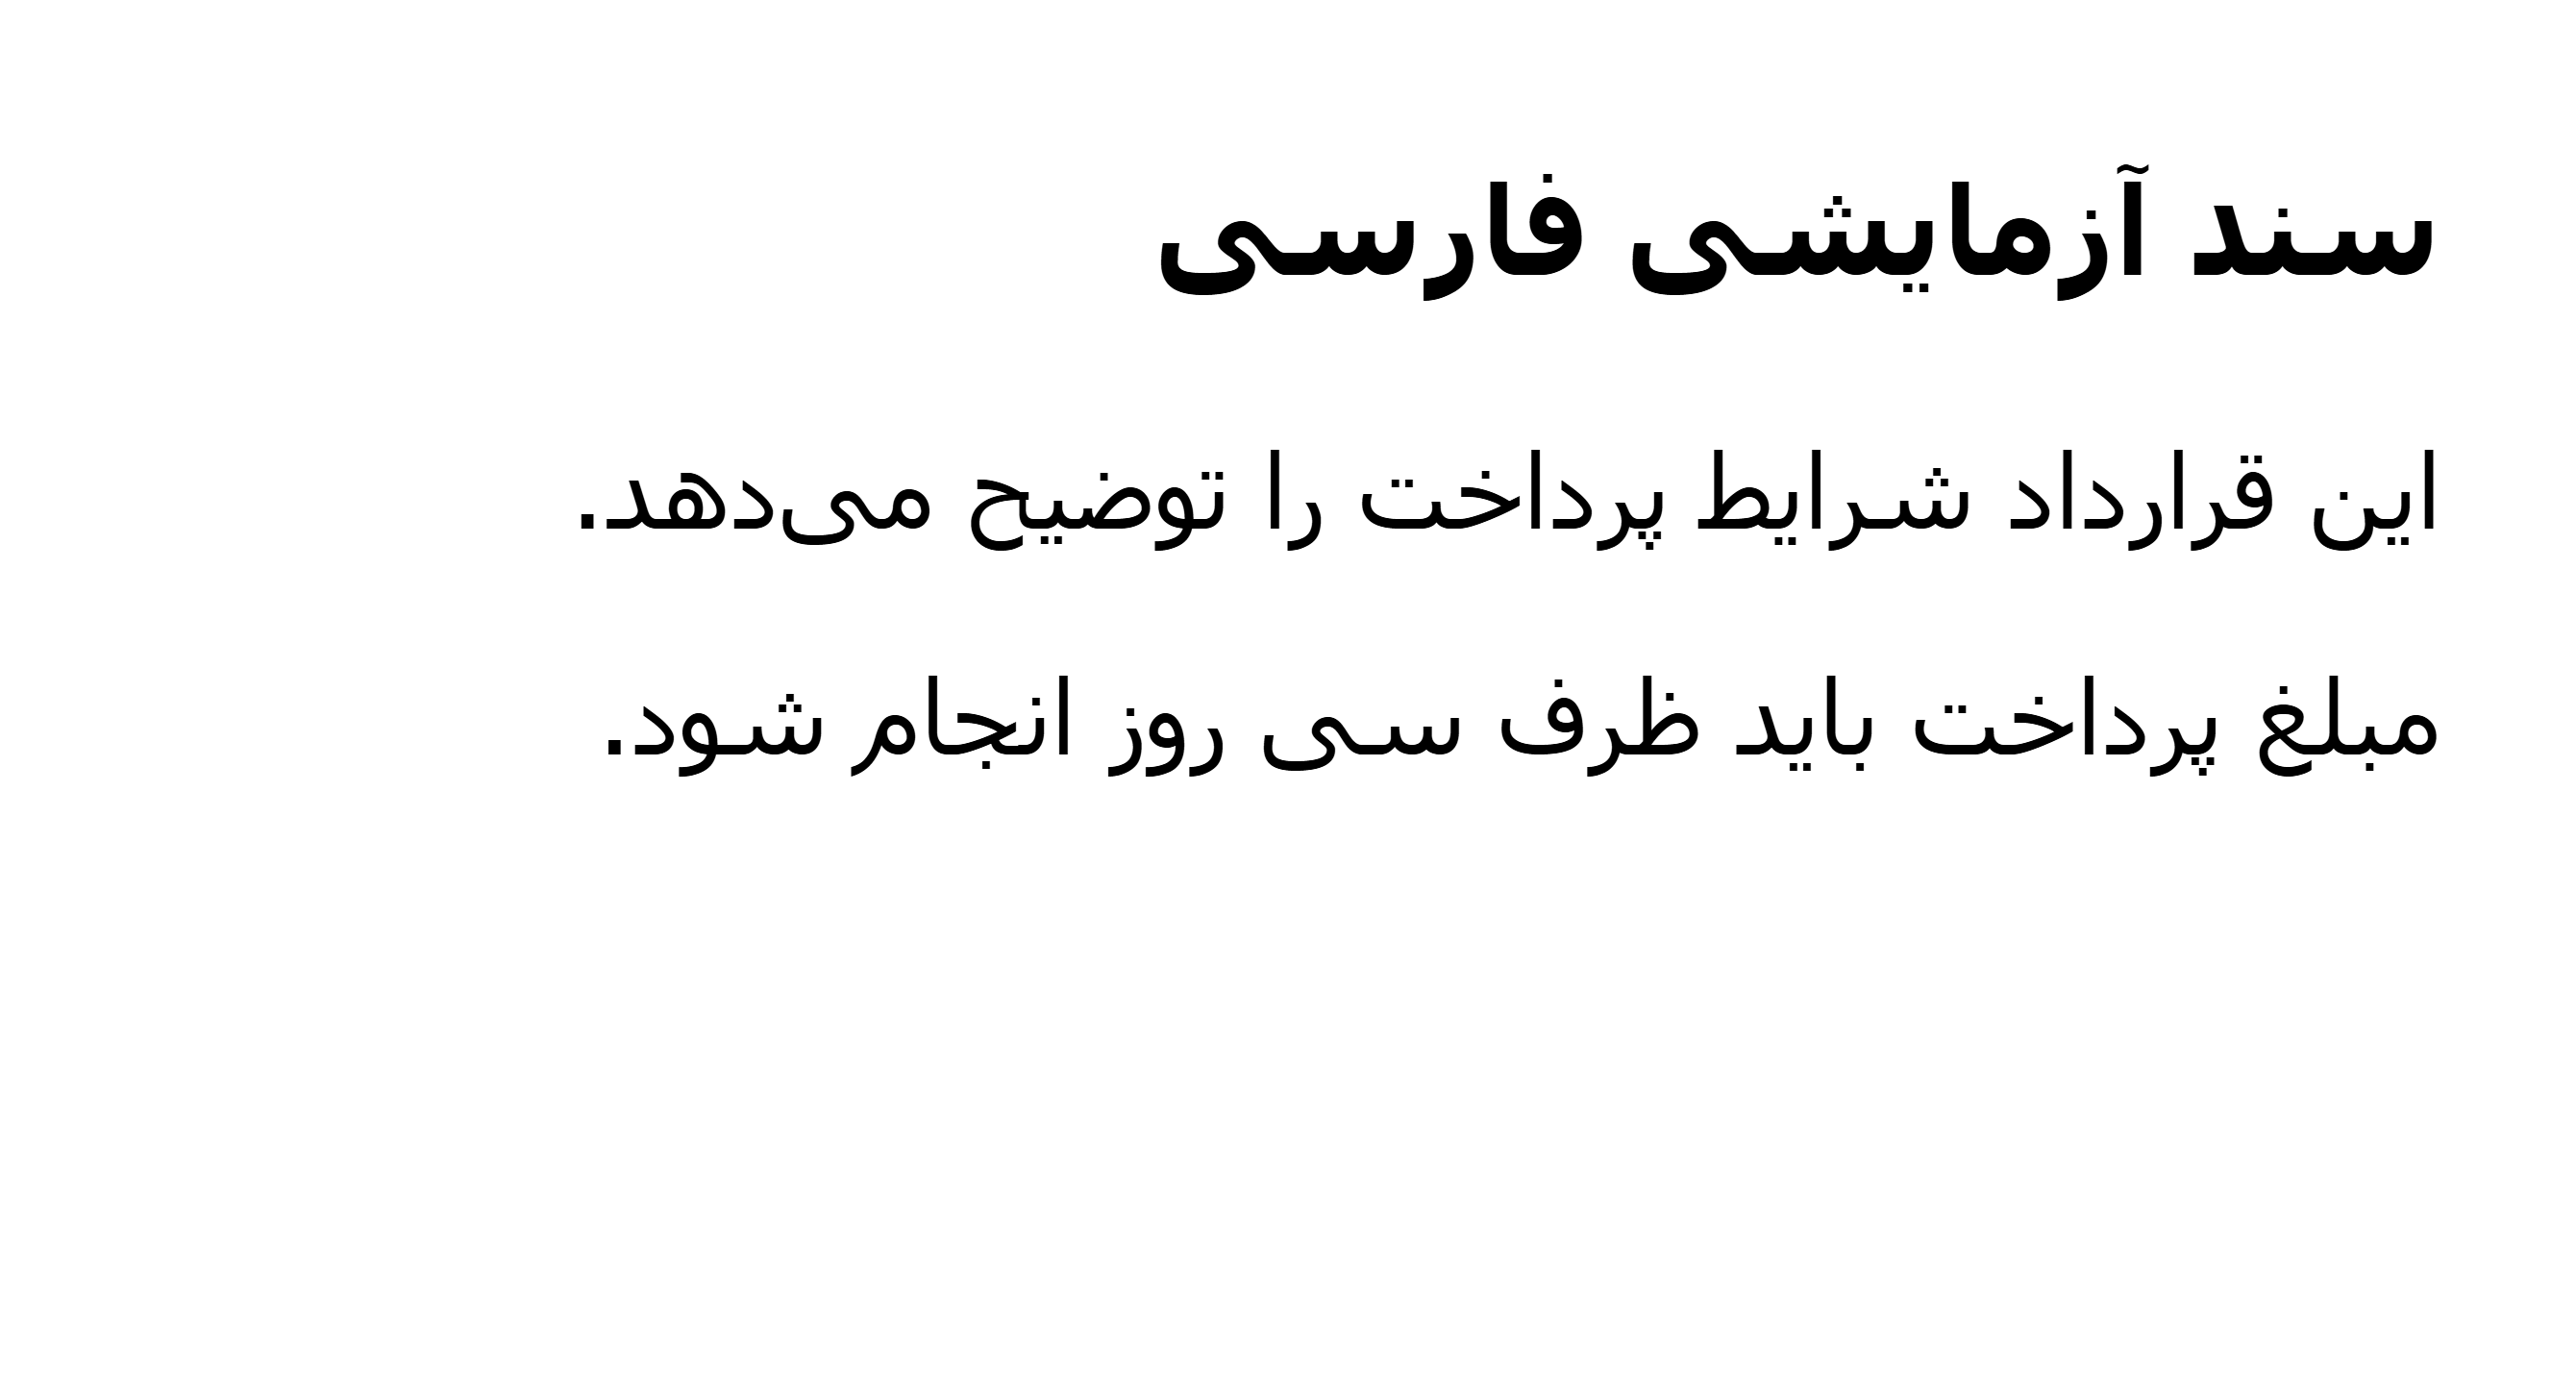 سند آزمایشی فارسی
این قرارداد شرایط پرداخت را توضیح می‌دهد.
مبلغ پرداخت باید ظرف سی روز انجام شود.